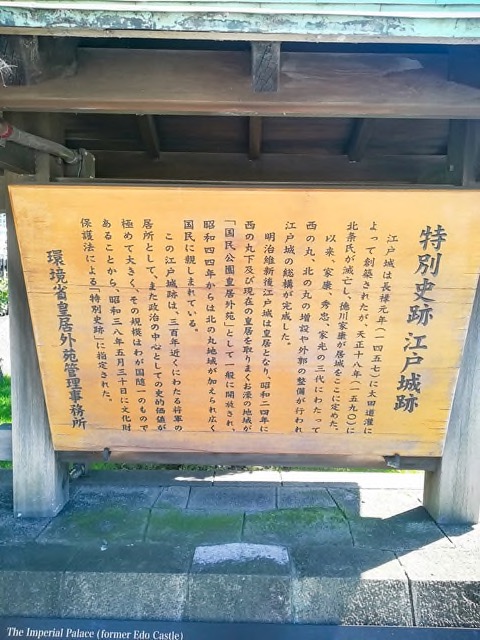 特別史跡 江戸城跡
江戸城は長禄元年(一四五七)に太田道灌に
よって創築されたが、天正十八年(一五九〇)に
北条氏が滅亡し、徳川家康が居城をここに定めた。
以来、家康、秀忠、家光の三代にわたって
西の丸、北の丸の増設や外郭の整備が行われ
江戸城の総構が完成した。
明治維新後江戸城は皇居となり、昭和二四年に
西の丸下及び現在の皇居を取りまくお濠の地域が
「国民公園皇居外苑」として一般に開放され、
昭和四四年からは北の丸地域が加えられ広く
国民に親しまれている。
この江戸城跡は、三百年近くにわたる将軍の
居所として、また政治の中心としての史的価値が
極めて大きく、その規模はわが国随一のもので
あることから、昭和三八年五月三十日に文化財
保護法による「特別史跡」に指定された。
環境省皇居外苑管理事務所
The Imperial Palace (former Edo Castle)